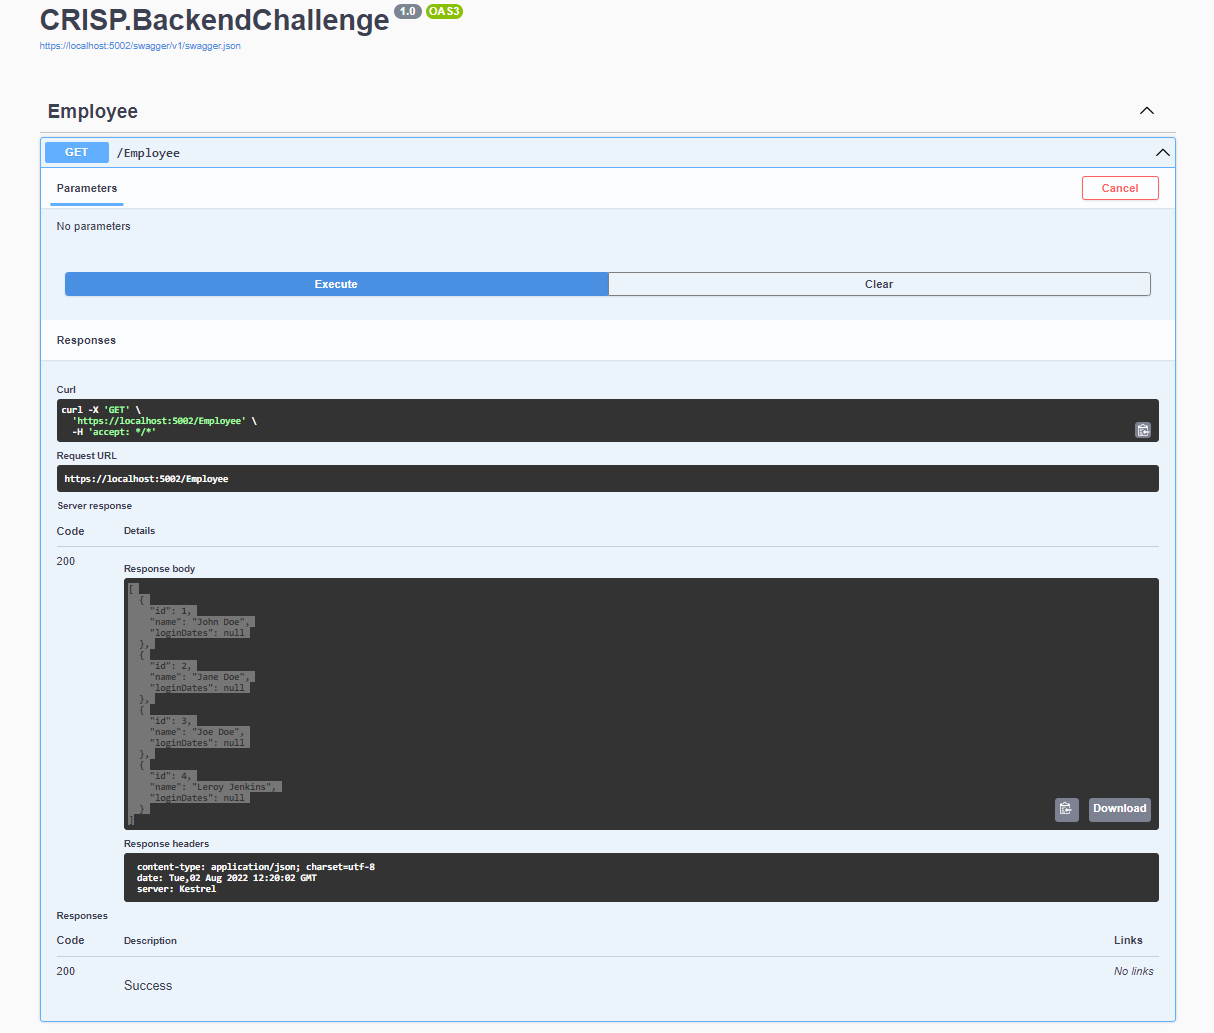 CRISP.BackendChallenge 1.0 OAS3
https://localhost:5002/swagger/v1/swagger.json
Employee
GET /Employee
Parameters Cancel
No parameters
Execute Clear
Responses
Curl
curl -X 'GET' \
'https://localhost:5002/Employee' \
-H 'accept: */*'
Request URL
https://localhost:5002/Employee
Server response
Code Details
200
Response body
[
{
"id": 1,
"name": "John Doe",
"loginDates": null
},
{
"id": 2,
"name": "Jane Doe",
"loginDates": null
},
{
"id": 3,
"name": "Joe Doe",
"loginDates": null
},
{
"id": 4,
"name": "Leroy Jenkins",
"loginDates": null
}
]
Download
Response headers
content-type: application/json; charset=utf-8
date: Tue,02 Aug 2022 12:20:02 GMT
server: Kestrel
Responses
Code Description Links
200 No links
Success